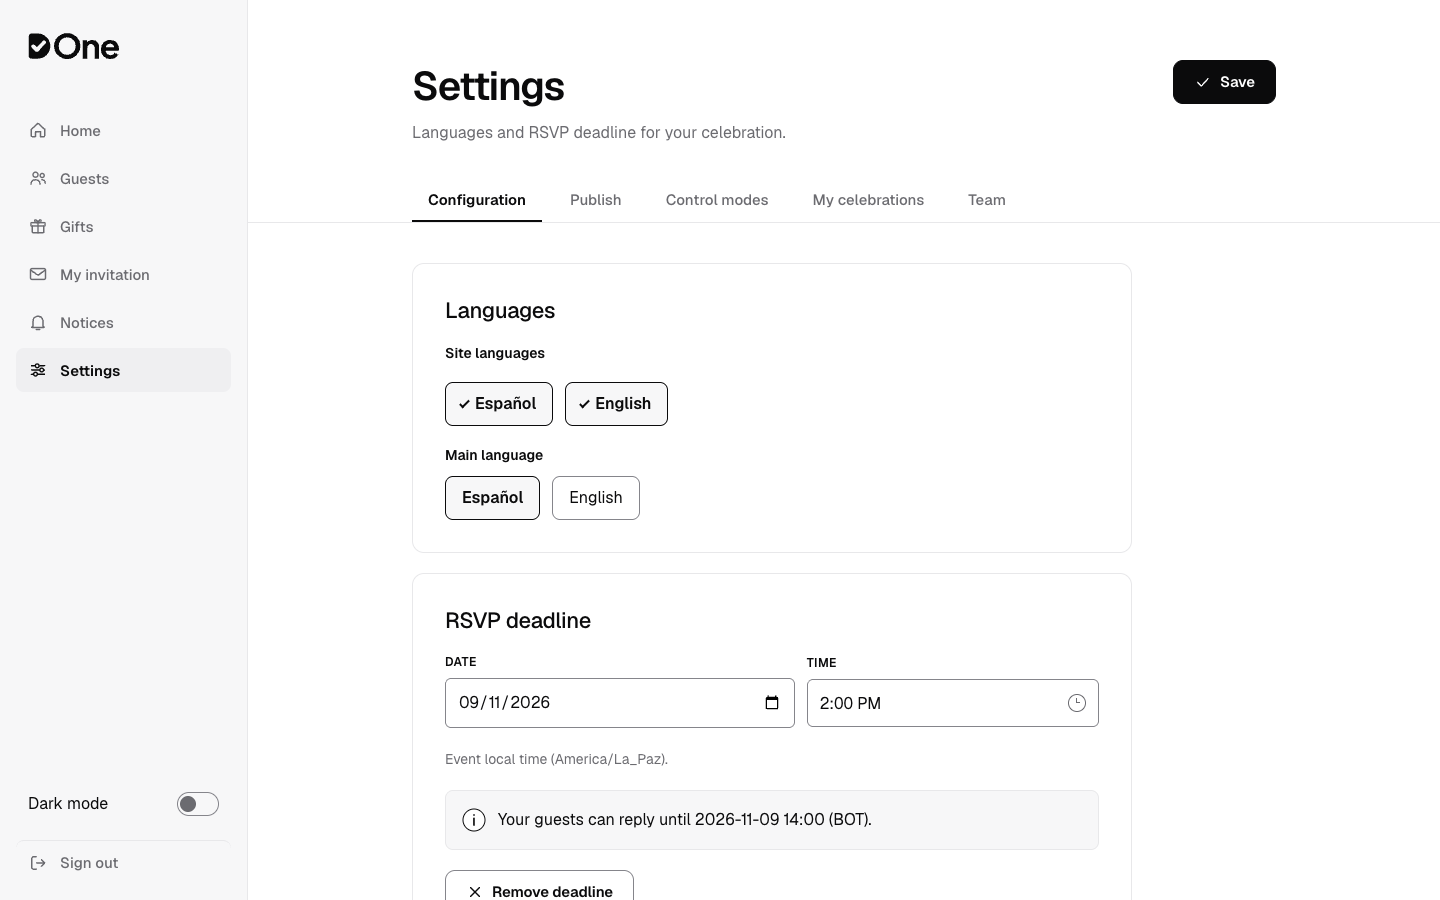 One
Settings
Save
Languages and RSVP deadline for your celebration.
Home
Guests
Gifts
My invitation
Notices
Settings
Configuration
Publish
Control modes
My celebrations
Team
Languages
Site languages
Español
English
Main language
Español
English
RSVP deadline
DATE
TIME
09/11/2026
2:00 PM
Event local time (America/La_Paz).
Your guests can reply until 2026-11-09 14:00 (BOT).
Remove deadline
Dark mode
Sign out